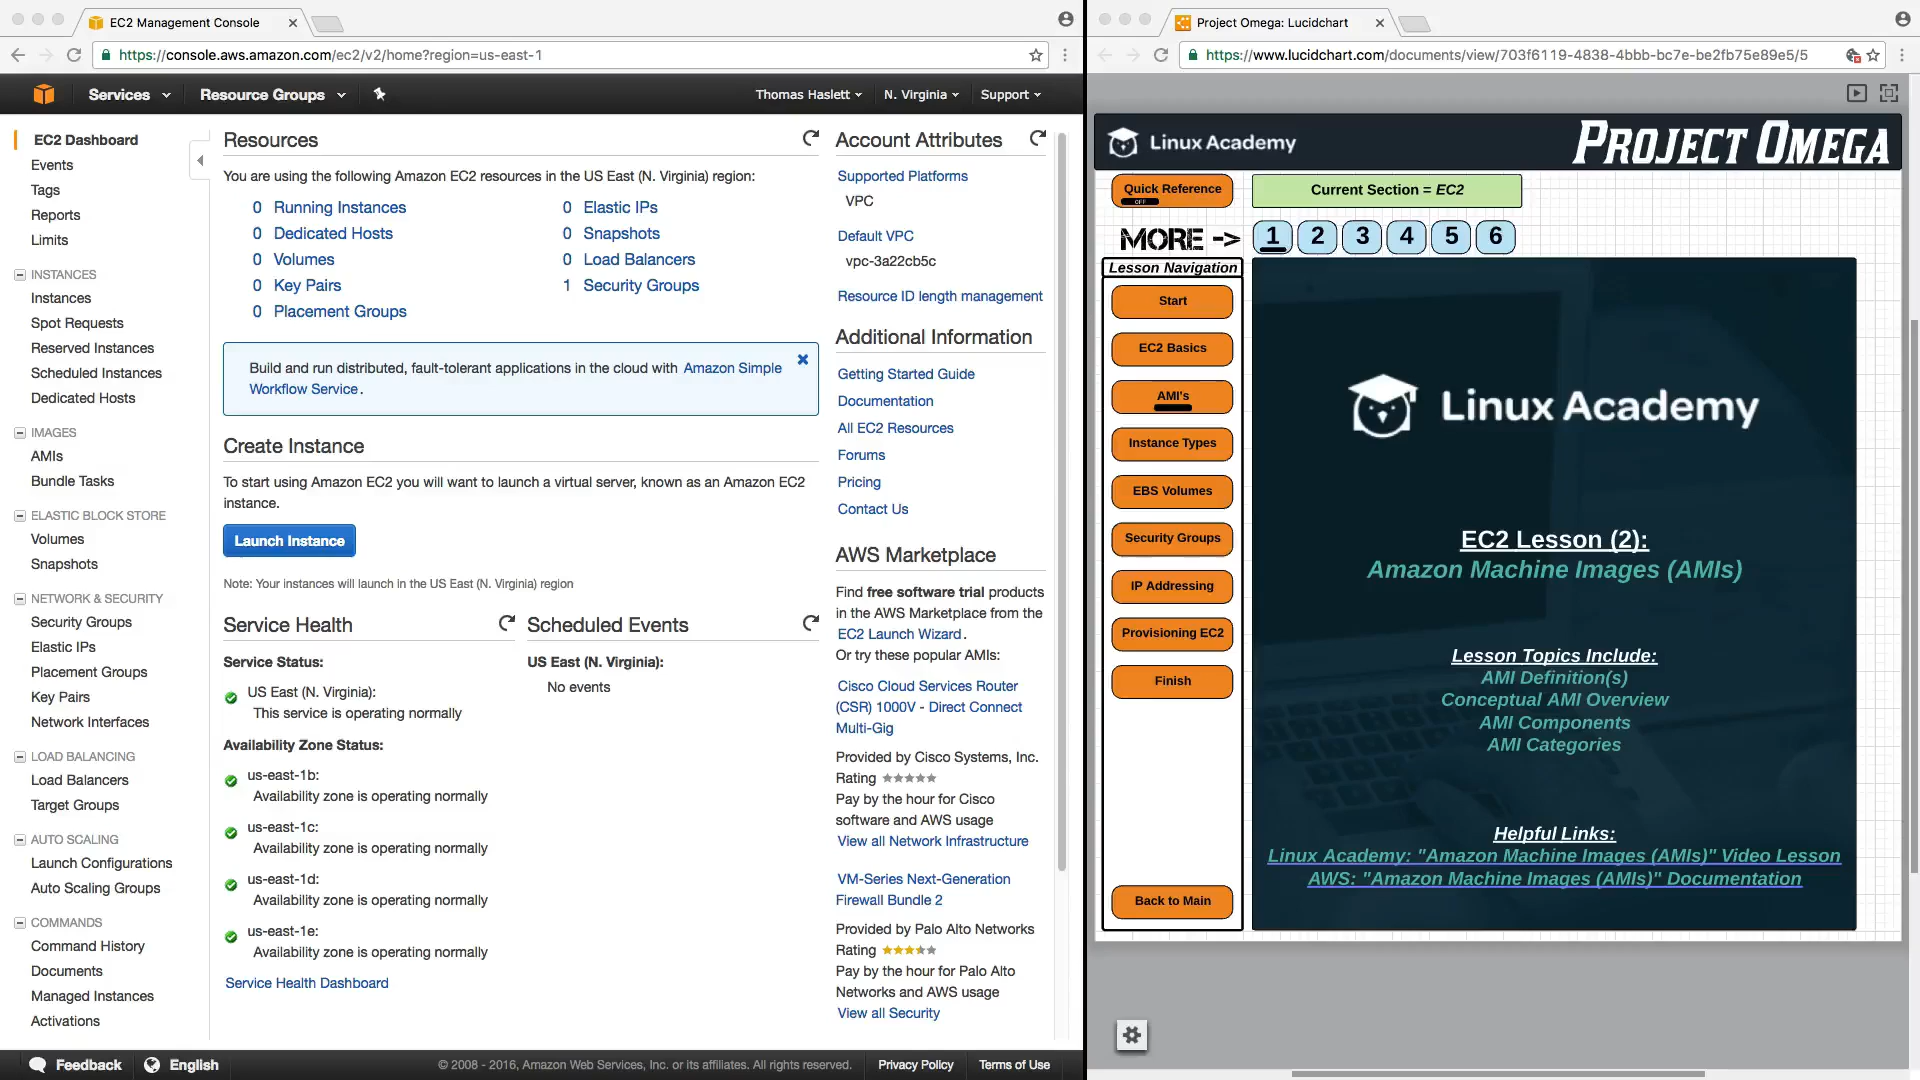 EC2 Management Console
https://console.aws.amazon.com/ec2/v2/home?region=us-east-1
Services
Resource Groups
Thomas Haslett
N. Virginia
Support
EC2 Dashboard
Events
Tags
Reports
Limits
INSTANCES
Instances
Spot Requests
Reserved Instances
Scheduled Instances
Dedicated Hosts
IMAGES
AMIs
Bundle Tasks
ELASTIC BLOCK STORE
Volumes
Snapshots
NETWORK & SECURITY
Security Groups
Elastic IPs
Placement Groups
Key Pairs
Network Interfaces
LOAD BALANCING
Load Balancers
Target Groups
AUTO SCALING
Launch Configurations
Auto Scaling Groups
COMMANDS
Command History
Documents
Managed Instances
Activations
Resources
You are using the following Amazon EC2 resources in the US East (N. Virginia) region:
0 Running Instances
0 Elastic IPs
0 Dedicated Hosts
0 Snapshots
0 Volumes
0 Load Balancers
0 Key Pairs
1 Security Groups
0 Placement Groups
Build and run distributed, fault-tolerant applications in the cloud with Amazon Simple
Workflow Service.
Create Instance
To start using Amazon EC2 you will want to launch a virtual server, known as an Amazon EC2
instance.
Launch Instance
Note: Your instances will launch in the US East (N. Virginia) region
Service Health
Service Status:
US East (N. Virginia):
This service is operating normally
Availability Zone Status:
us-east-1b:
Availability zone is operating normally
us-east-1c:
Availability zone is operating normally
us-east-1d:
Availability zone is operating normally
us-east-1e:
Availability zone is operating normally
Service Health Dashboard
Scheduled Events
US East (N. Virginia):
No events
Account Attributes
Supported Platforms
VPC
Default VPC
vpc-3a22cb5c
Resource ID length management
Additional Information
Getting Started Guide
Documentation
All EC2 Resources
Forums
Pricing
Contact Us
AWS Marketplace
Find free software trial products
in the AWS Marketplace from the
EC2 Launch Wizard.
Or try these popular AMIs:
Cisco Cloud Services Router
(CSR) 1000V - Direct Connect
Multi-Gig
Provided by Cisco Systems, Inc.
Rating
Pay by the hour for Cisco
software and AWS usage
View all Network Infrastructure
VM-Series Next-Generation
Firewall Bundle 2
Provided by Palo Alto Networks
Rating
Pay by the hour for Palo Alto
Networks and AWS usage
View all Security
Feedback
English
© 2008 - 2016, Amazon Web Services, Inc. or its affiliates. All rights reserved.
Privacy Policy
Terms of Use
Project Omega: Lucidchart
https://www.lucidchart.com/documents/view/703f6119-4838-4bbb-bc7e-be2fb75e89e5/5
Linux Academy
PROJECT OMEGA
Quick Reference
OFF
Current Section = EC2
MORE ->
1 2 3 4 5 6
Lesson Navigation
Start
EC2 Basics
AMI's
Instance Types
EBS Volumes
Security Groups
IP Addressing
Provisioning EC2
Finish
Back to Main
Linux Academy
EC2 Lesson (2):
Amazon Machine Images (AMIs)
Lesson Topics Include:
AMI Definition(s)
Conceptual AMI Overview
AMI Components
AMI Categories
Helpful Links:
Linux Academy: "Amazon Machine Images (AMIs)" Video Lesson
AWS: "Amazon Machine Images (AMIs)" Documentation